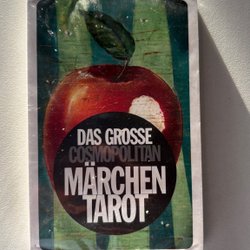 DAS GROSSE
COSMOPOLITAN
MÄRCHEN
TAROT